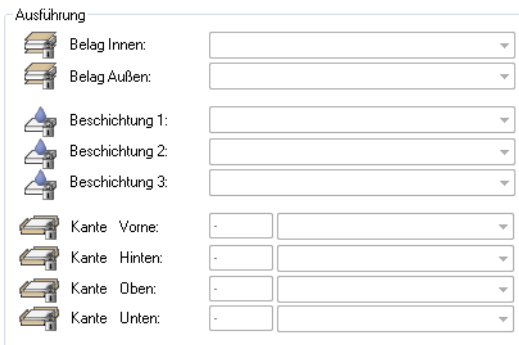 Ausführung
Belag Innen:
Belag Außen:
Beschichtung 1:
Beschichtung 2:
Beschichtung 3:
Kante Vorne: -
Kante Hinten: -
Kante Oben: -
Kante Unten: -